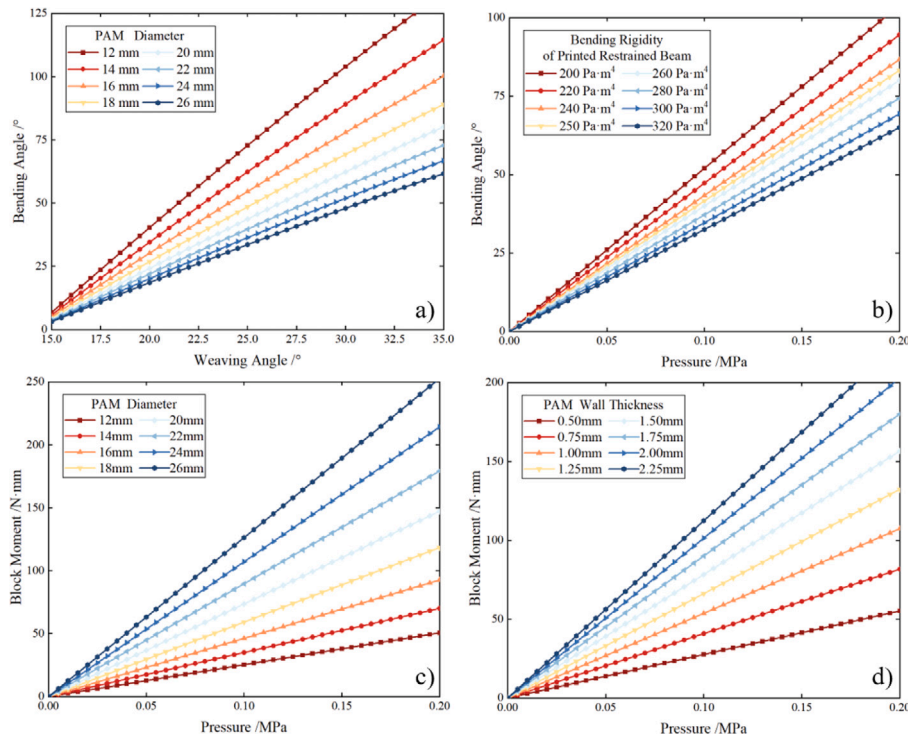 PAM Diameter
12 mm 20 mm
14 mm 22 mm
16 mm 24 mm
18 mm 26 mm
125
100
75
50
25
0
Bending Angle /°
15.0 17.5 20.0 22.5 25.0 27.5 30.0 32.5 35.0
Weaving Angle /°
a)
Bending Rigidity
of Printed Restrained Beam
200 Pa·m⁴ 260 Pa·m⁴
220 Pa·m⁴ 280 Pa·m⁴
240 Pa·m⁴ 300 Pa·m⁴
250 Pa·m⁴ 320 Pa·m⁴
100
75
50
25
0
Bending Angle /°
0.00 0.05 0.10 0.15 0.20
Pressure /MPa
b)
PAM Diameter
12mm 20mm
14mm 22mm
16mm 24mm
18mm 26mm
250
200
150
100
50
0
Block Moment /N·mm
0.00 0.05 0.10 0.15 0.20
Pressure /MPa
c)
PAM Wall Thickness
0.50mm 1.50mm
0.75mm 1.75mm
1.00mm 2.00mm
1.25mm 2.25mm
200
150
100
50
0
Block Moment /N·mm
0.00 0.05 0.10 0.15 0.20
Pressure /MPa
d)